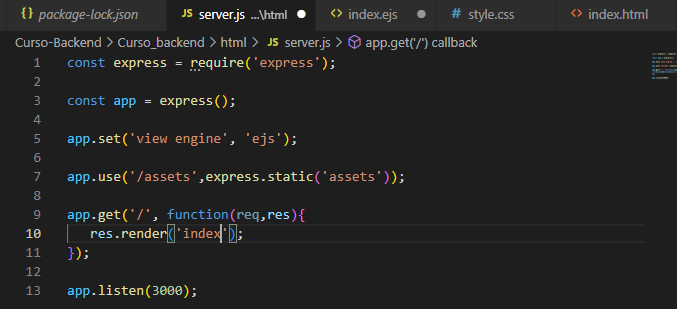 {} package-lock.json JS server.js ...\html ● <> index.ejs ● # style.css <> index.html
Curso-Backend > Curso_backend > html > JS server.js > app.get('/') callback
1 const express = require('express');
2
3 const app = express();
4
5 app.set('view engine', 'ejs');
6
7 app.use('/assets',express.static('assets'));
8
9 app.get('/', function(req,res){
10 res.render('index');
11 });
12
13 app.listen(3000);